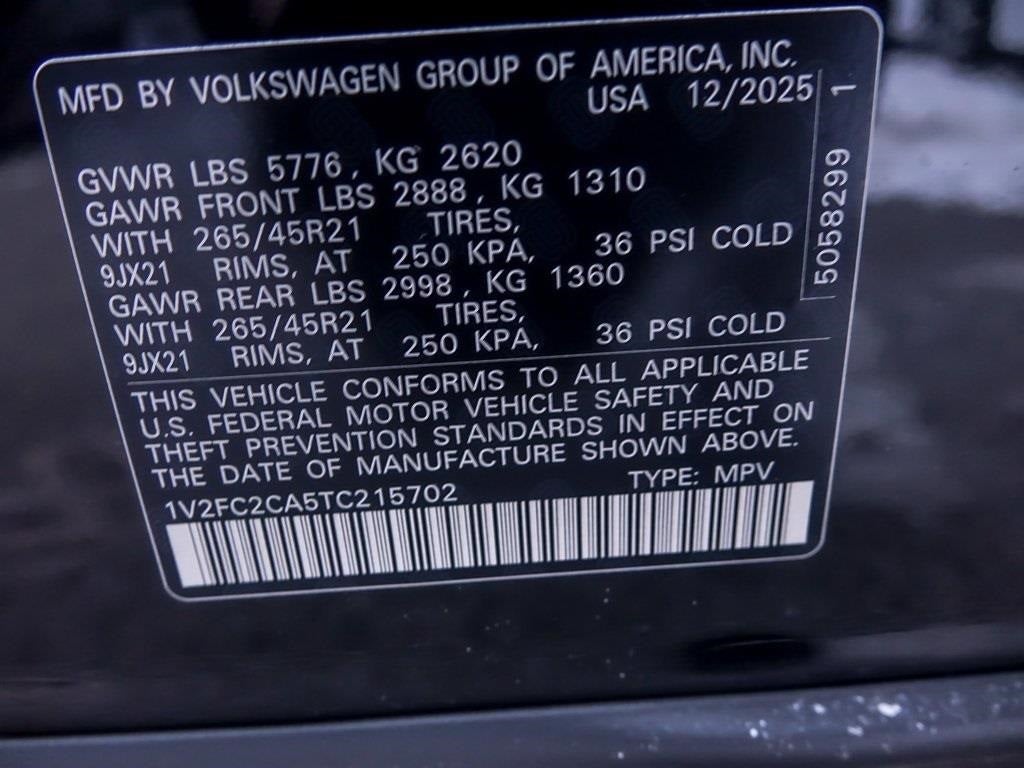 MFD BY VOLKSWAGEN GROUP OF AMERICA, INC.
USA 12/2025
GVWR LBS 5776, KG 2620
GAWR FRONT LBS 2888, KG 1310
WITH 265/45R21 TIRES,
9JX21 RIMS, AT 250 KPA, 36 PSI COLD
GAWR REAR LBS 2998, KG 1360
WITH 265/45R21 TIRES,
9JX21 RIMS, AT 250 KPA, 36 PSI COLD
THIS VEHICLE CONFORMS TO ALL APPLICABLE
U.S. FEDERAL MOTOR VEHICLE SAFETY AND
THEFT PREVENTION STANDARDS IN EFFECT ON
THE DATE OF MANUFACTURE SHOWN ABOVE.
1V2FC2CA5TC215702 TYPE: MPV
5058299 1